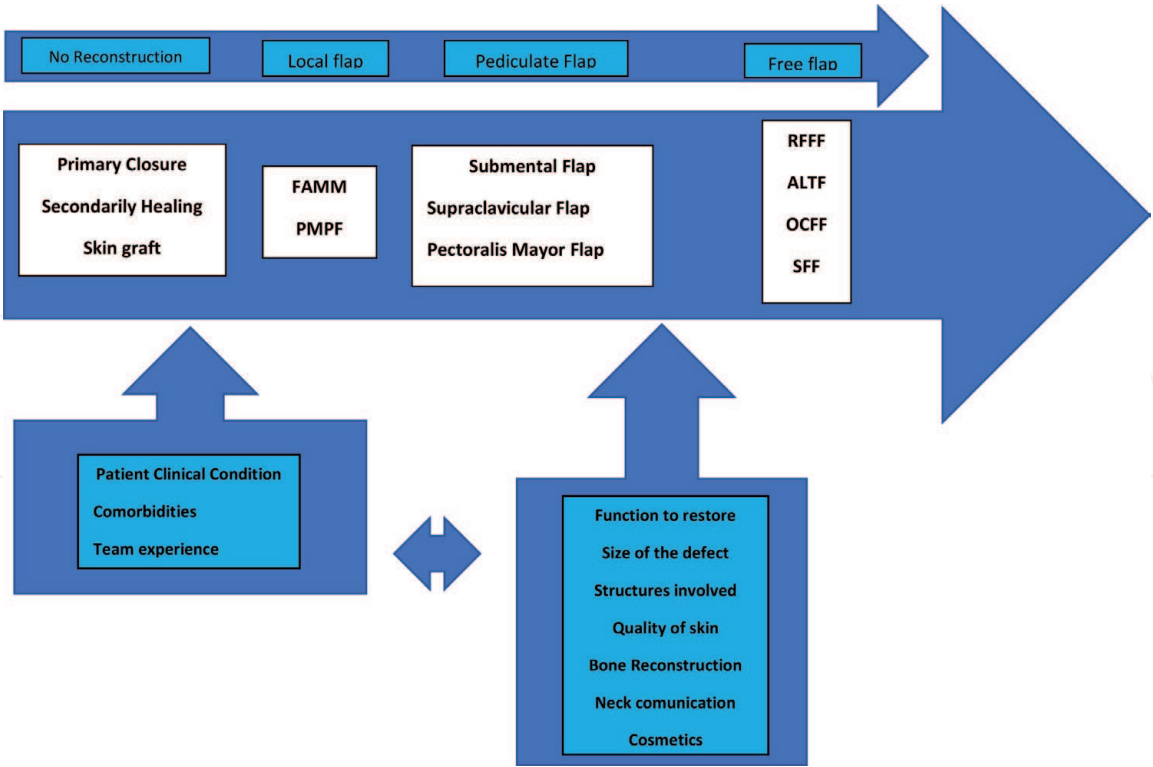 No Reconstruction
Local flap
Pediculate Flap
Free flap
Primary Closure
Secondarily Healing
Skin graft
FAMM
PMPF
Submental Flap
Supraclavicular Flap
Pectoralis Mayor Flap
RFFF
ALTF
OCFF
SFF
Patient Clinical Condition
Comorbidities
Team experience
Function to restore
Size of the defect
Structures involved
Quality of skin
Bone Reconstruction
Neck comunication
Cosmetics